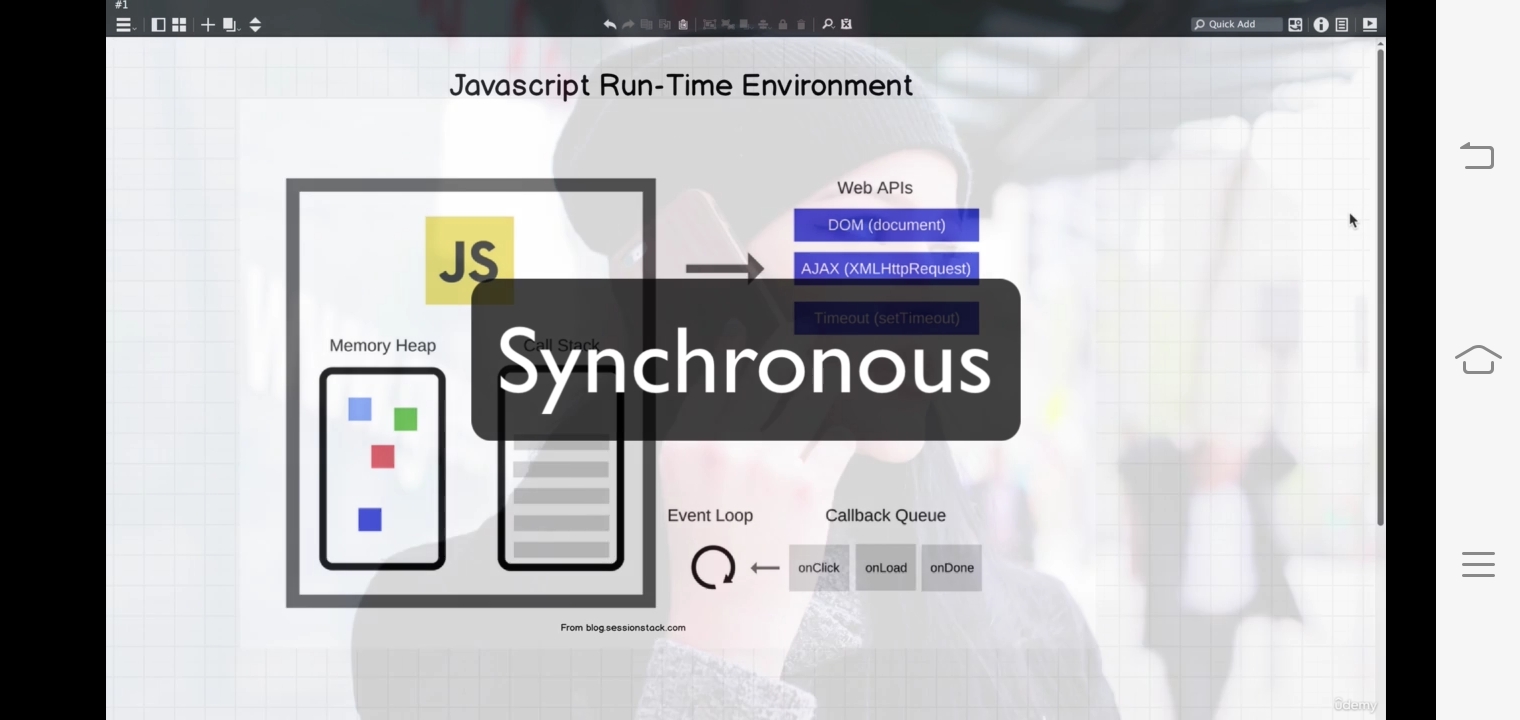 #1
Quick Add
Javascript Run-Time Environment
Web APIs
DOM (document)
JS
AJAX (XMLHttpRequest)
Timeout (setTimeout)
Memory Heap
Call Stack
Synchronous
Event Loop
Callback Queue
onClick
onLoad
onDone
From blog.sessionstack.com
ûdemy